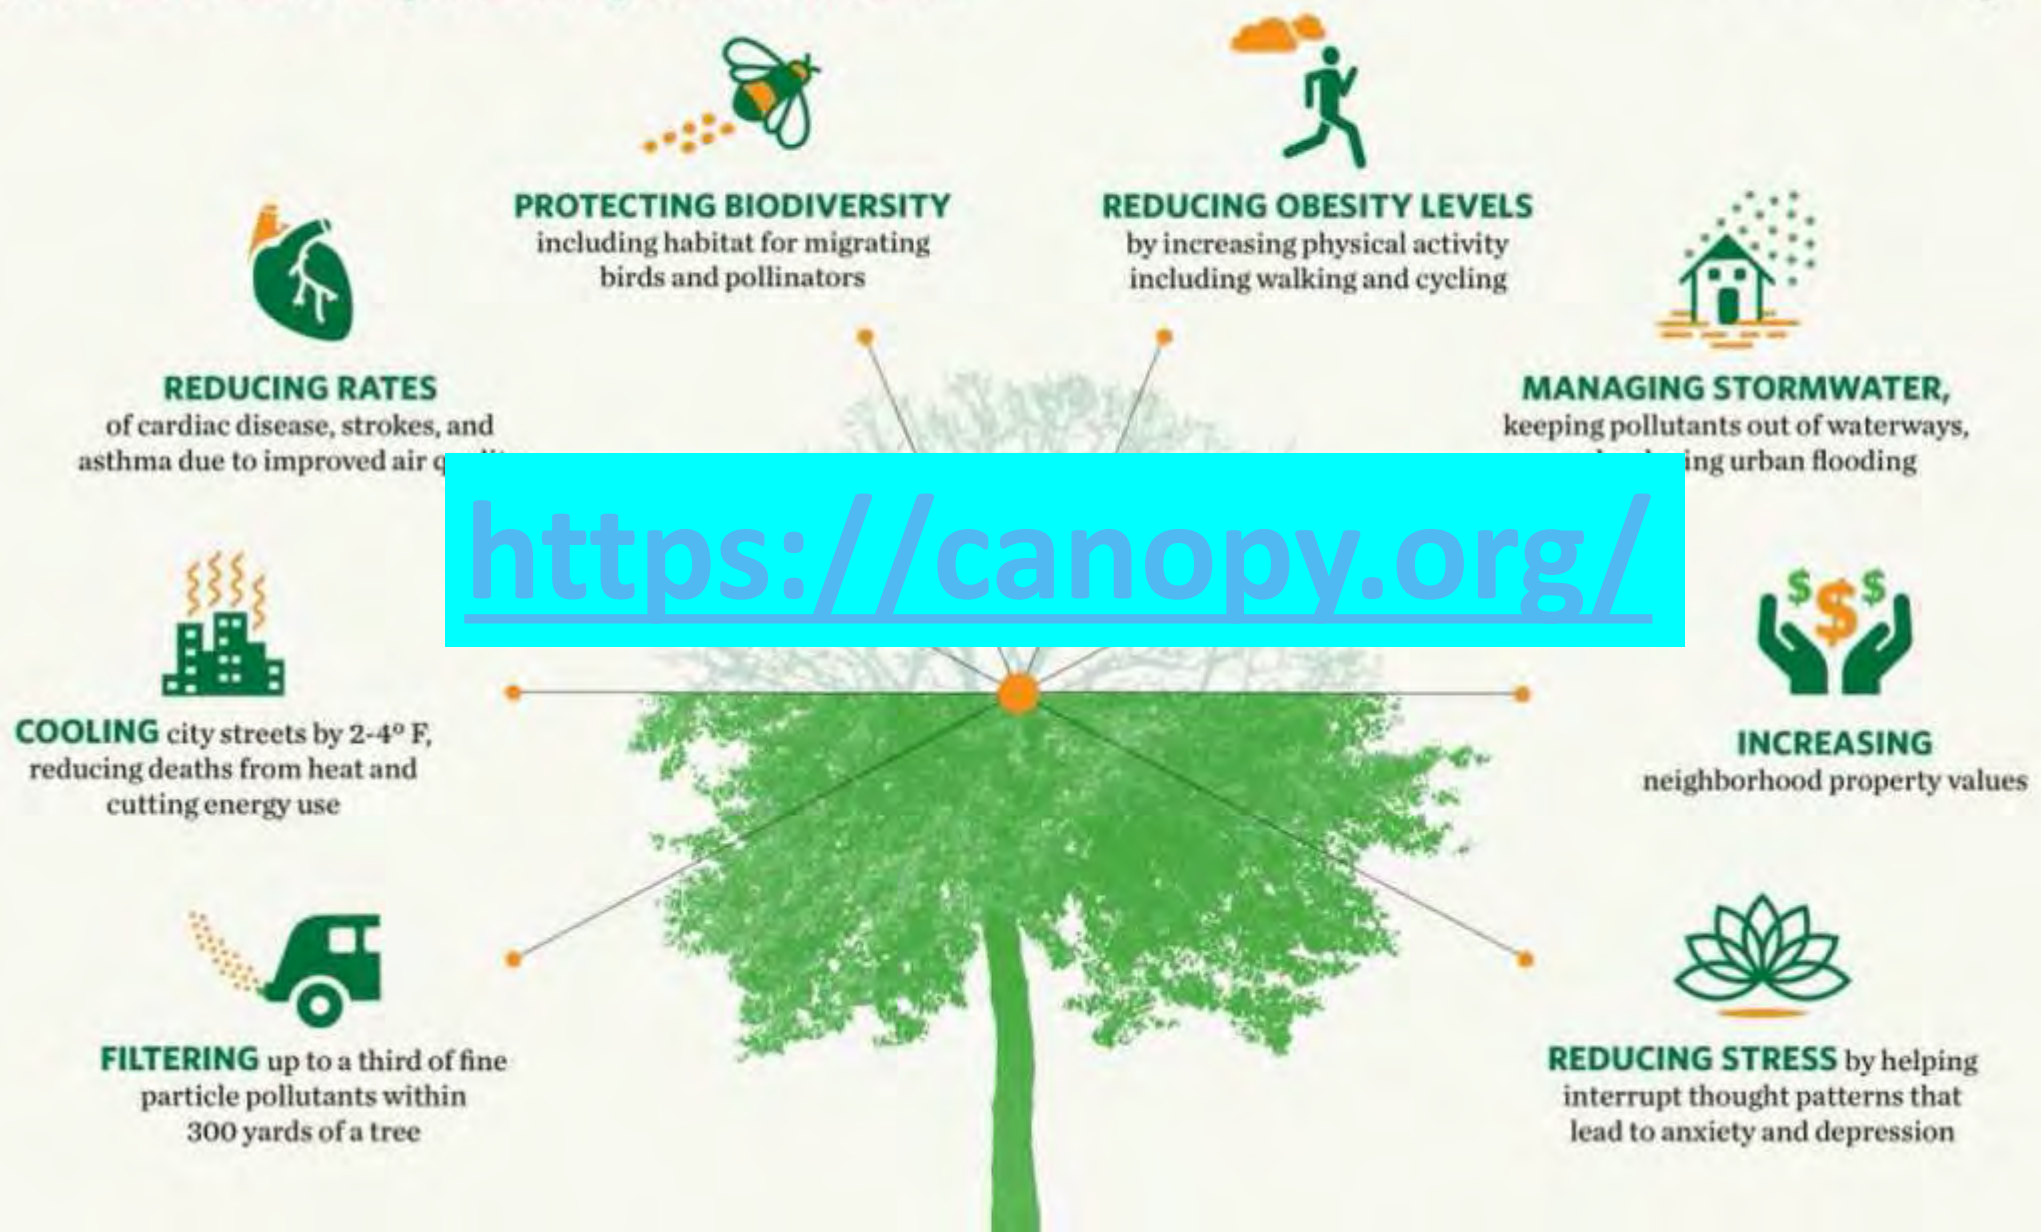 PROTECTING BIODIVERSITY
including habitat for migrating
birds and pollinators
REDUCING OBESITY LEVELS
by increasing physical activity
including walking and cycling
REDUCING RATES
of cardiac disease, strokes, and
asthma due to improved air
MANAGING STORMWATER,
keeping pollutants out of waterways,
urban flooding
https://canopy.org/
COOLING city streets by 2-4º F,
reducing deaths from heat and
cutting energy use
$ $ $
INCREASING
neighborhood property values
FILTERING up to a third of fine
particle pollutants within
300 yards of a tree
REDUCING STRESS by helping
interrupt thought patterns that
lead to anxiety and depression